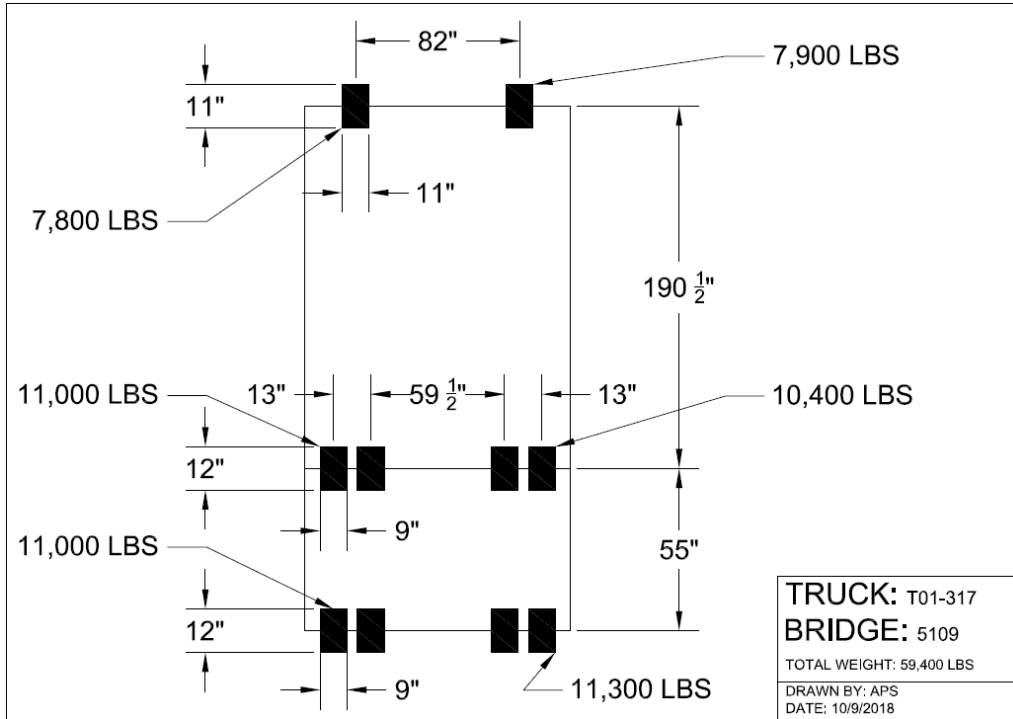 82"
7,900 LBS
11"
11"
7,800 LBS
190 1/2"
11,000 LBS
13"
59 1/2"
13"
10,400 LBS
12"
9"
11,000 LBS
55"
12"
9"
11,300 LBS
TRUCK: T01-317
BRIDGE: 5109
TOTAL WEIGHT: 59,400 LBS
DRAWN BY: APS
DATE: 10/9/2018